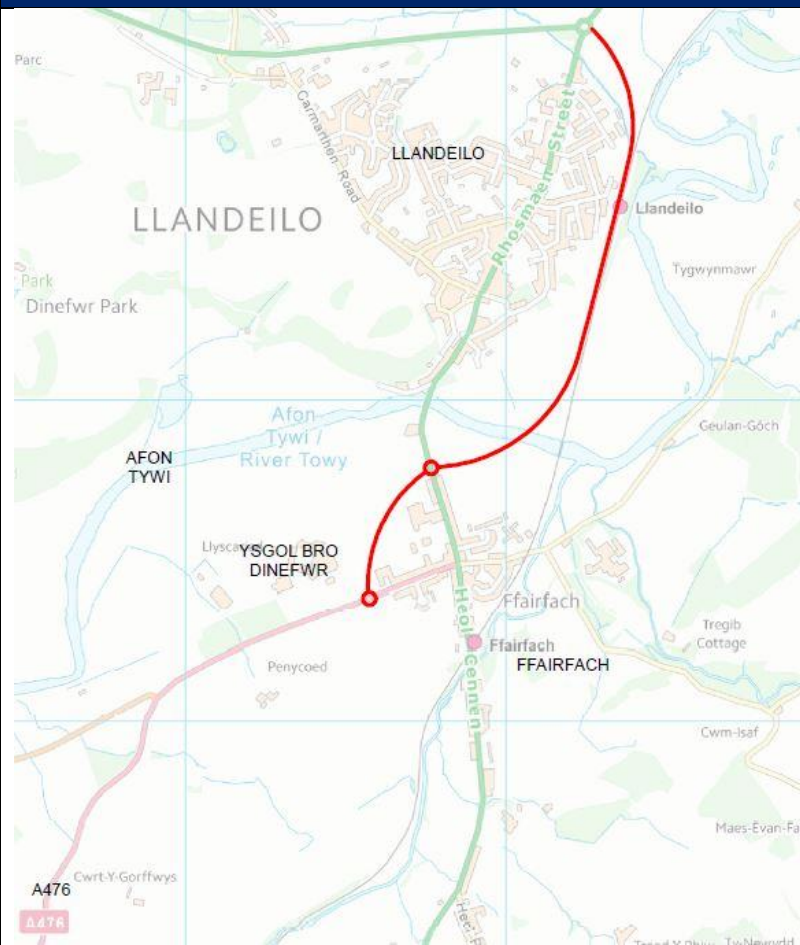 Parc
Carmarthen Road
LLANDEILO
Rhosmaen Street
LLANDEILO
Llandeilo
Tygwynmawr
Park
Dinefwr Park
Afon
Tywi /
River Towy
Geulan-Gôch
AFON
TYWI
YSGOL BRO
DINEFWR
Ffairfach
Heol Cennen
Tregib
Cottage
Ffairfach
FFAIRFACH
Penycoed
Cwm-Isaf
Maes-Evan-Fa
Cwrt-Y-Gorffwys
A476
A476